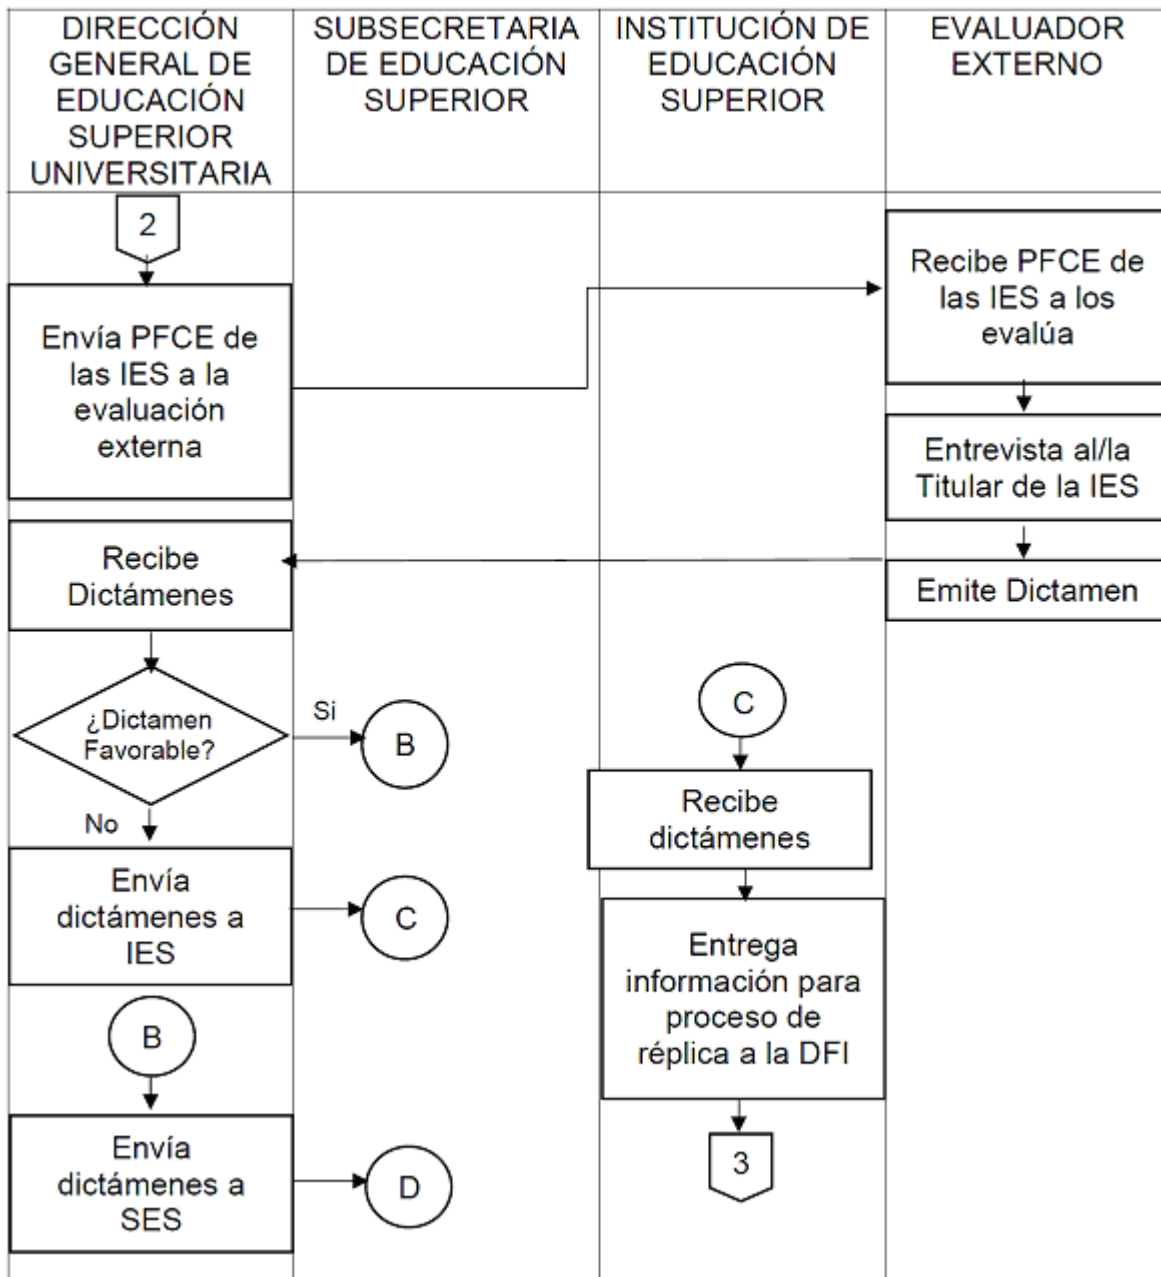 DIRECCIÓN
GENERAL DE
EDUCACIÓN
SUPERIOR
UNIVERSITARIA
SUBSECRETARIA
DE EDUCACIÓN
SUPERIOR
INSTITUCIÓN DE
EDUCACIÓN
SUPERIOR
EVALUADOR
EXTERNO
2
Envía PFCE de
las IES a la
evaluación
externa
Recibe PFCE de
las IES a los
evalúa
Entrevista al/la
Titular de la IES
Emite Dictamen
Recibe
Dictámenes
¿Dictamen
Favorable?
Si
B
No
Envía
dictámenes a
IES
C
C
Recibe
dictámenes
Entrega
información para
proceso de
réplica a la DFI
3
B
Envía
dictámenes a
SES
D